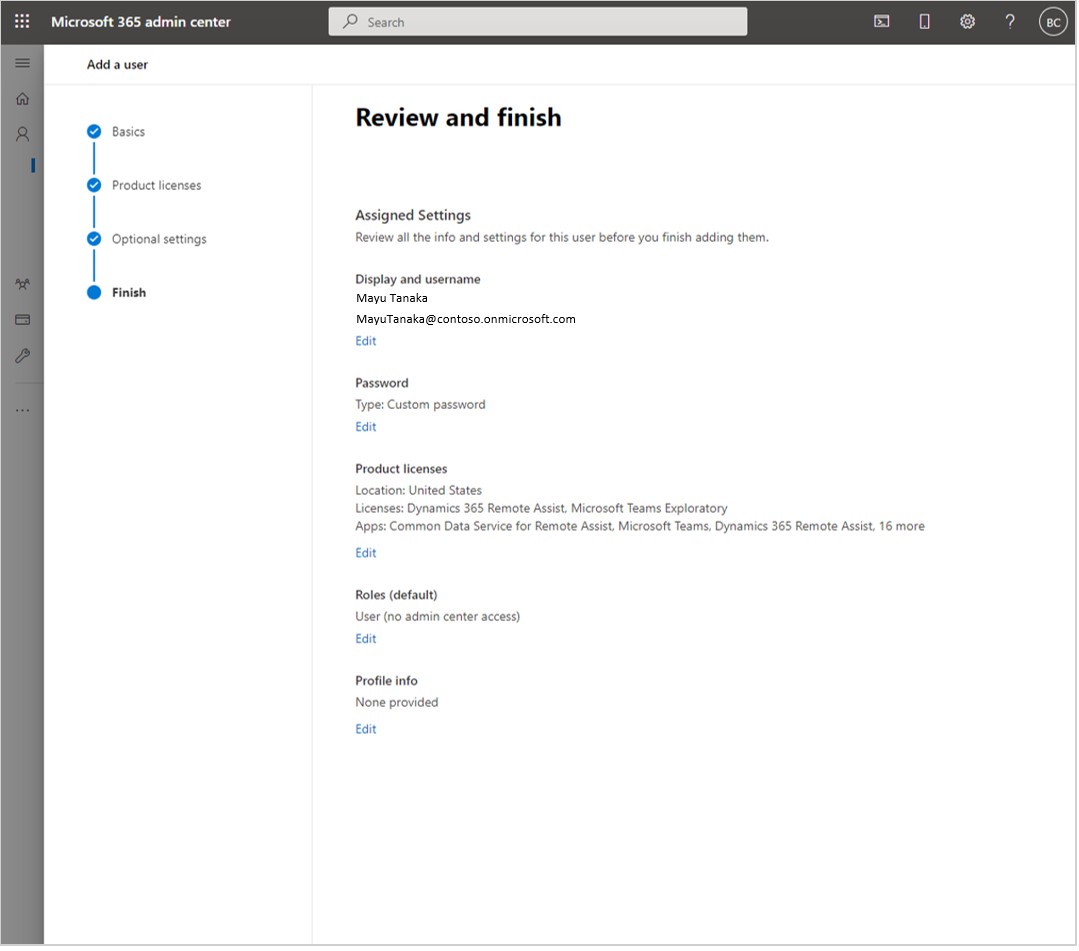 Microsoft 365 admin center
Search
?
BC
Add a user
Basics
Product licenses
Optional settings
Finish
Review and finish
Assigned Settings
Review all the info and settings for this user before you finish adding them.
Display and username
Mayu Tanaka
MayuTanaka@contoso.onmicrosoft.com
Edit
Password
Type: Custom password
Edit
Product licenses
Location: United States
Licenses: Dynamics 365 Remote Assist, Microsoft Teams Exploratory
Apps: Common Data Service for Remote Assist, Microsoft Teams, Dynamics 365 Remote Assist, 16 more
Edit
Roles (default)
User (no admin center access)
Edit
Profile info
None provided
Edit